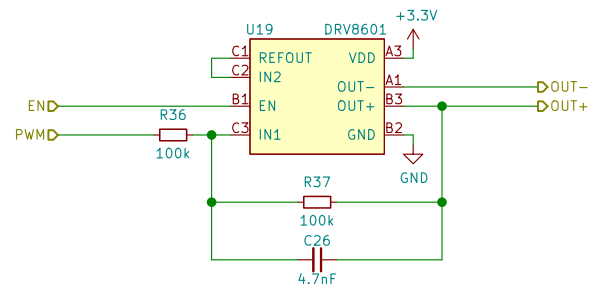 +3.3V
U19 DRV8601
C1 REFOUT VDD A3
C2 IN2
OUT- A1 OUT-
EN B1 EN OUT+ B3 OUT+
R36
PWM C3 IN1 GND B2
100k
GND
R37
100k
C26
4.7nF